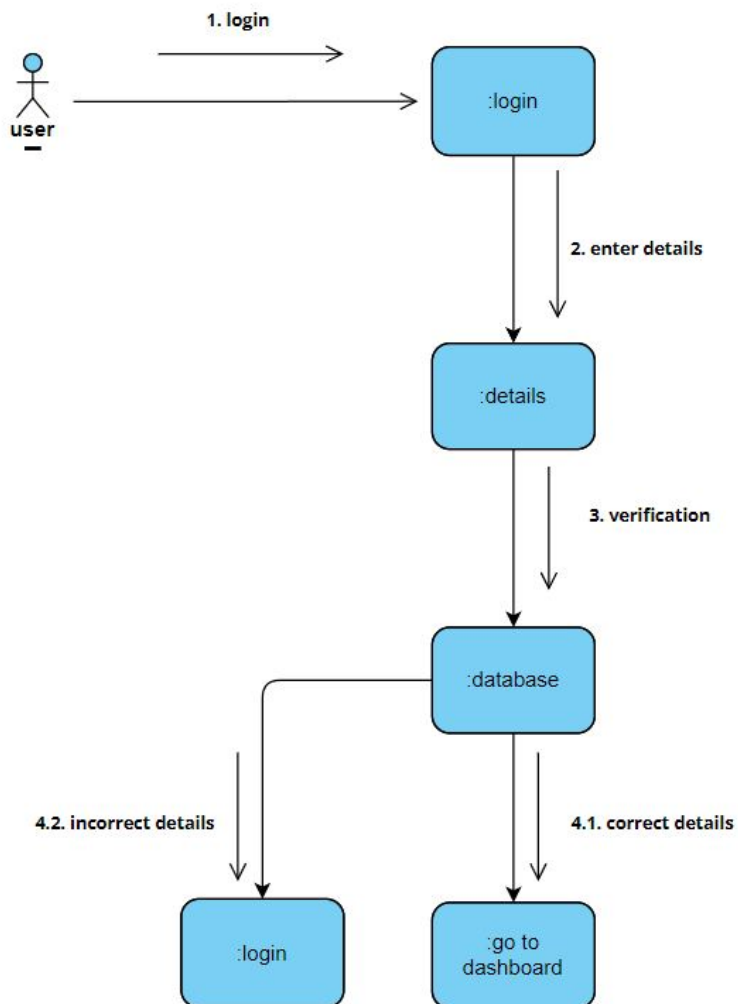 1. login
user
:login
2. enter details
:details
3. verification
:database
4.2. incorrect details
4.1. correct details
:login
:go to
dashboard